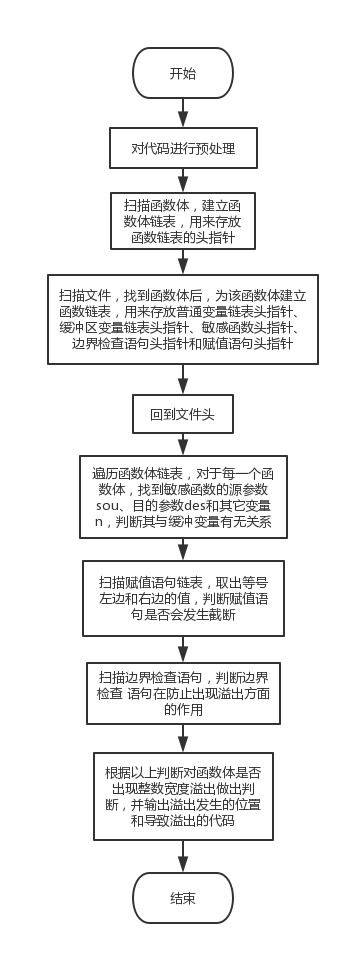 开始
对代码进行预处理
扫描函数体，建立函
数体链表，用来存放
函数链表的头指针
扫描文件，找到函数体后，为该函数体建立
函数链表，用来存放普通变量链表头指针、
缓冲区变量链表头指针、敏感函数头指针、
边界检查语句头指针和赋值语句头指针
回到文件头
遍历函数体链表，对于每一个函
数体，找到敏感函数的源参数
sou、目的参数des和其它变量
n，判断其与缓冲变量有无关系
扫描赋值语句链表，取出等号
左边和右边的值，判断赋值语
句是否会发生截断
扫描边界检查语句，判断边界
检查 语句在防止出现溢出方面
的作用
根据以上判断对函数体是否
出现整数宽度溢出做出判
断，并输出溢出发生的位置
和导致溢出的代码
结束